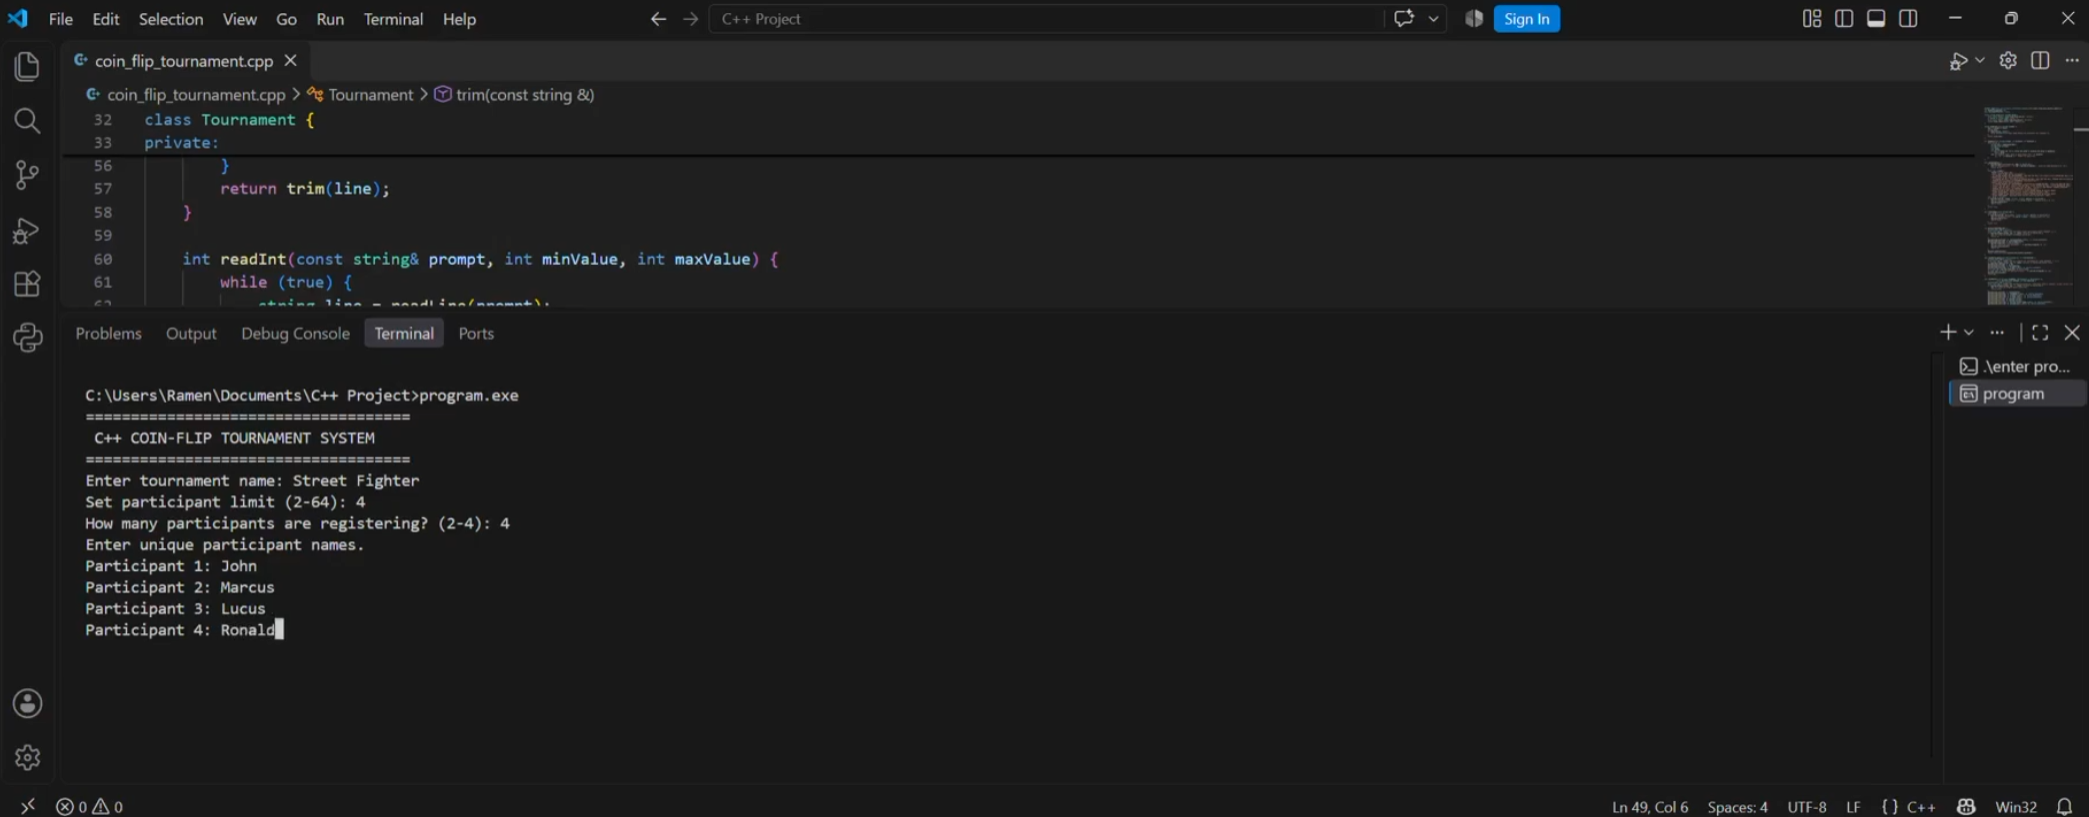 File Edit Selection View Go Run Terminal Help C++ Project Sign In
coin_flip_tournament.cpp
coin_flip_tournament.cpp > Tournament > trim(const string &)
32 class Tournament {
33 private:
56 }
57 return trim(line);
58 }
59
60 int readInt(const string& prompt, int minValue, int maxValue) {
61 while (true) {
62 string line = readLine(prompt);
Problems Output Debug Console Terminal Ports
.\enter pro...
program
C:\Users\Ramen\Documents\C++ Project>program.exe
====================================
C++ COIN-FLIP TOURNAMENT SYSTEM
====================================
Enter tournament name: Street Fighter
Set participant limit (2-64): 4
How many participants are registering? (2-4): 4
Enter unique participant names.
Participant 1: John
Participant 2: Marcus
Participant 3: Lucus
Participant 4: Ronald
0 0 Ln 49, Col 6 Spaces: 4 UTF-8 LF {} C++ Win32